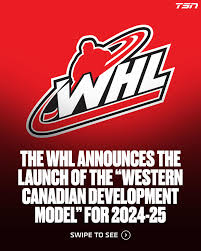 TSN
WHL
THE WHL ANNOUNCES THE
LAUNCH OF THE “WESTERN
CANADIAN DEVELOPMENT
MODEL” FOR 2024-25
SWIPE TO SEE